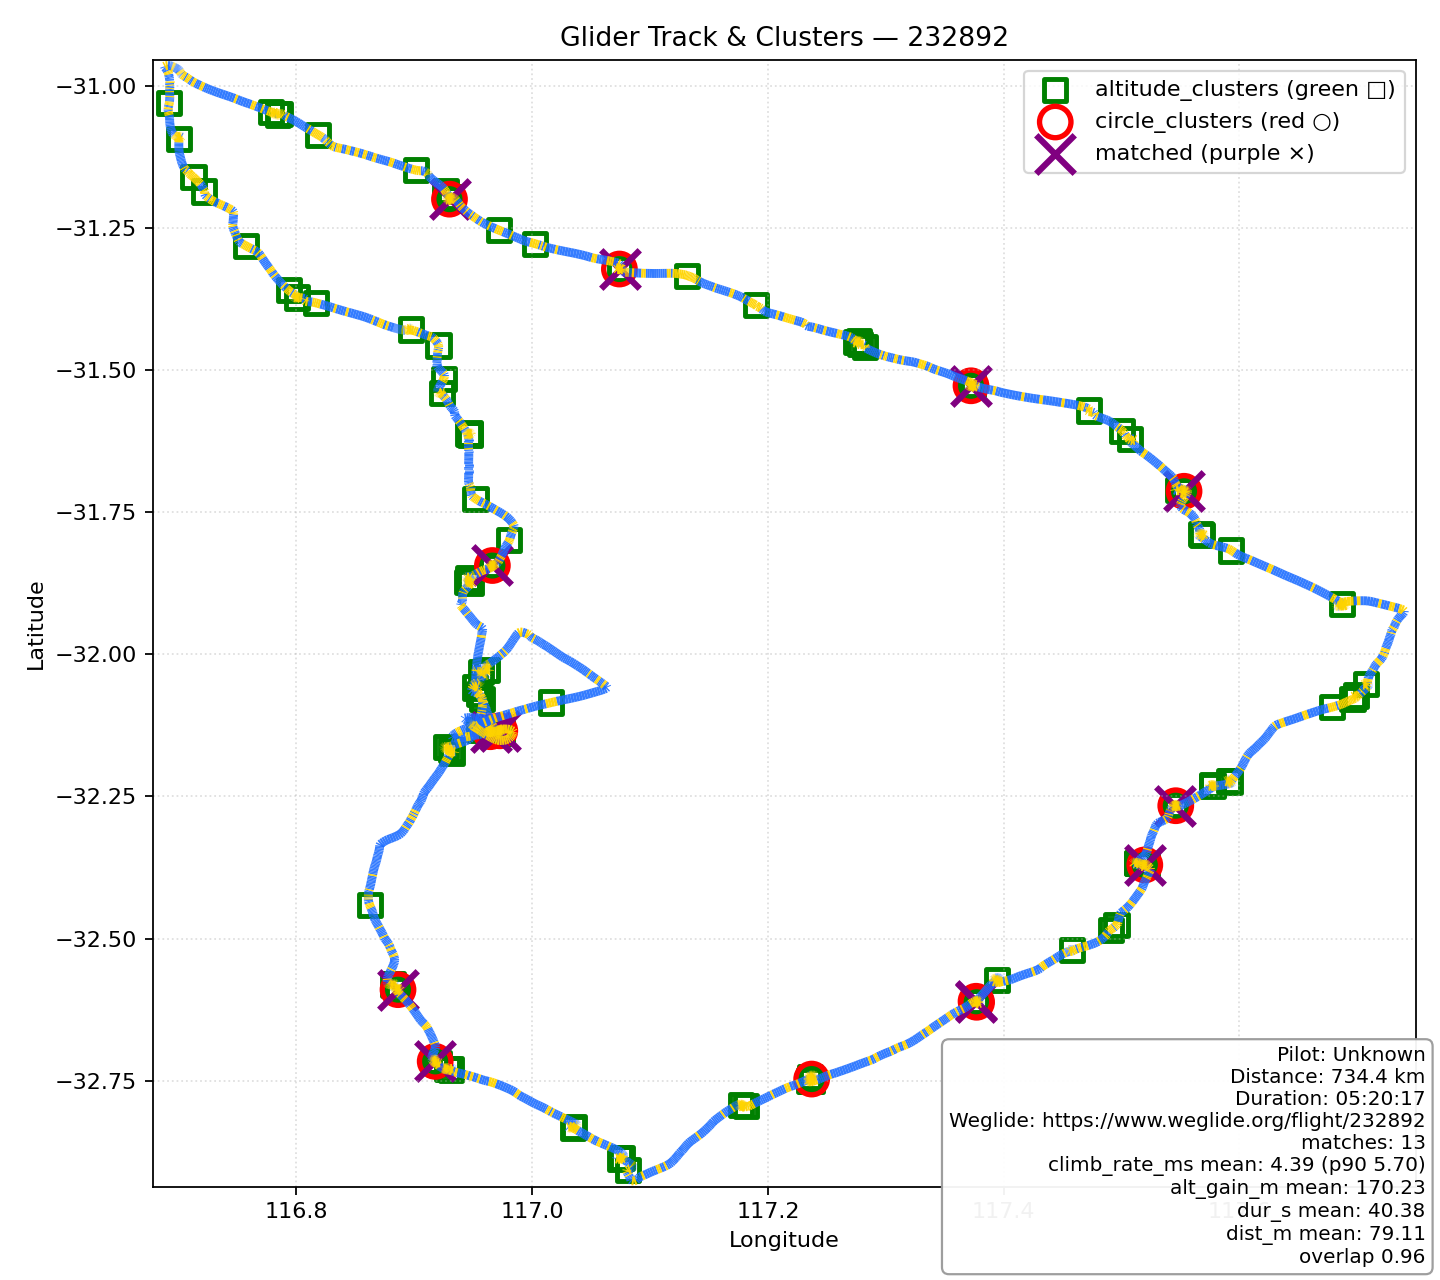 Glider Track & Clusters — 232892
altitude_clusters (green □)
circle_clusters (red ○)
matched (purple ×)
Latitude
−31.00
−31.25
−31.50
−31.75
−32.00
−32.25
−32.50
−32.75
116.8
117.0
117.2
117.4
Longitude
Pilot: Unknown
Distance: 734.4 km
Duration: 05:20:17
Weglide: https://www.weglide.org/flight/232892
matches: 13
climb_rate_ms mean: 4.39 (p90 5.70)
alt_gain_m mean: 170.23
dur_s mean: 40.38
dist_m mean: 79.11
overlap 0.96